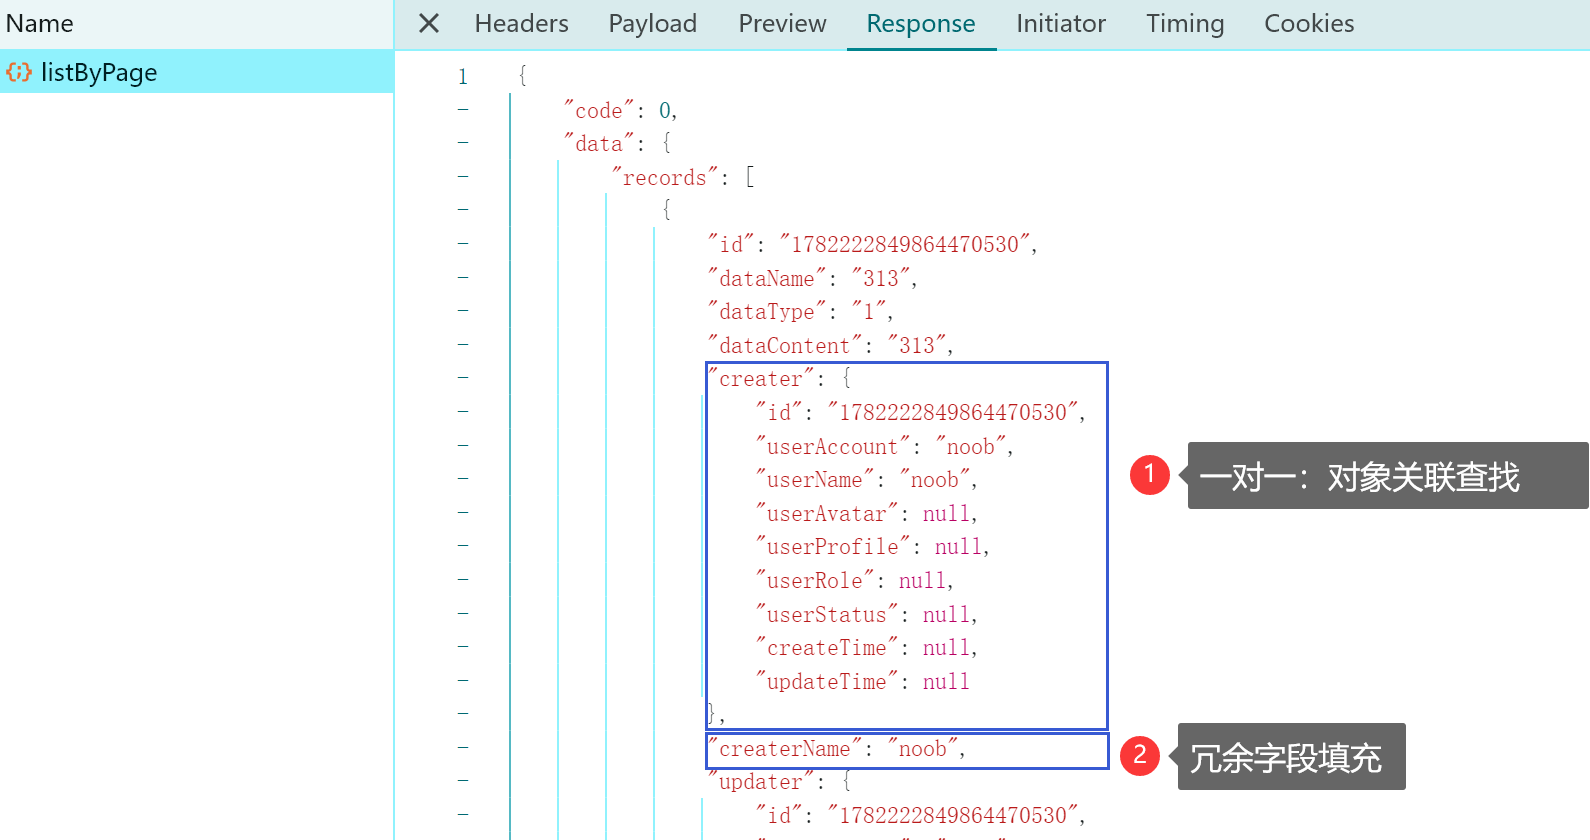 Name
Headers Payload Preview Response Initiator Timing Cookies
listByPage
1 {
- "code": 0,
- "data": {
- "records": [
- {
- "id": "1782222849864470530",
- "dataName": "313",
- "dataType": "1",
- "dataContent": "313",
- "creater": {
- "id": "1782222849864470530",
- "userAccount": "noob",
- "userName": "noob",
1 一对一：对象关联查找
- "userAvatar": null,
- "userProfile": null,
- "userRole": null,
- "userStatus": null,
- "createTime": null,
- "updateTime": null
- },
- "createrName": "noob",
2 冗余字段填充
- "updater": {
- "id": "1782222849864470530",